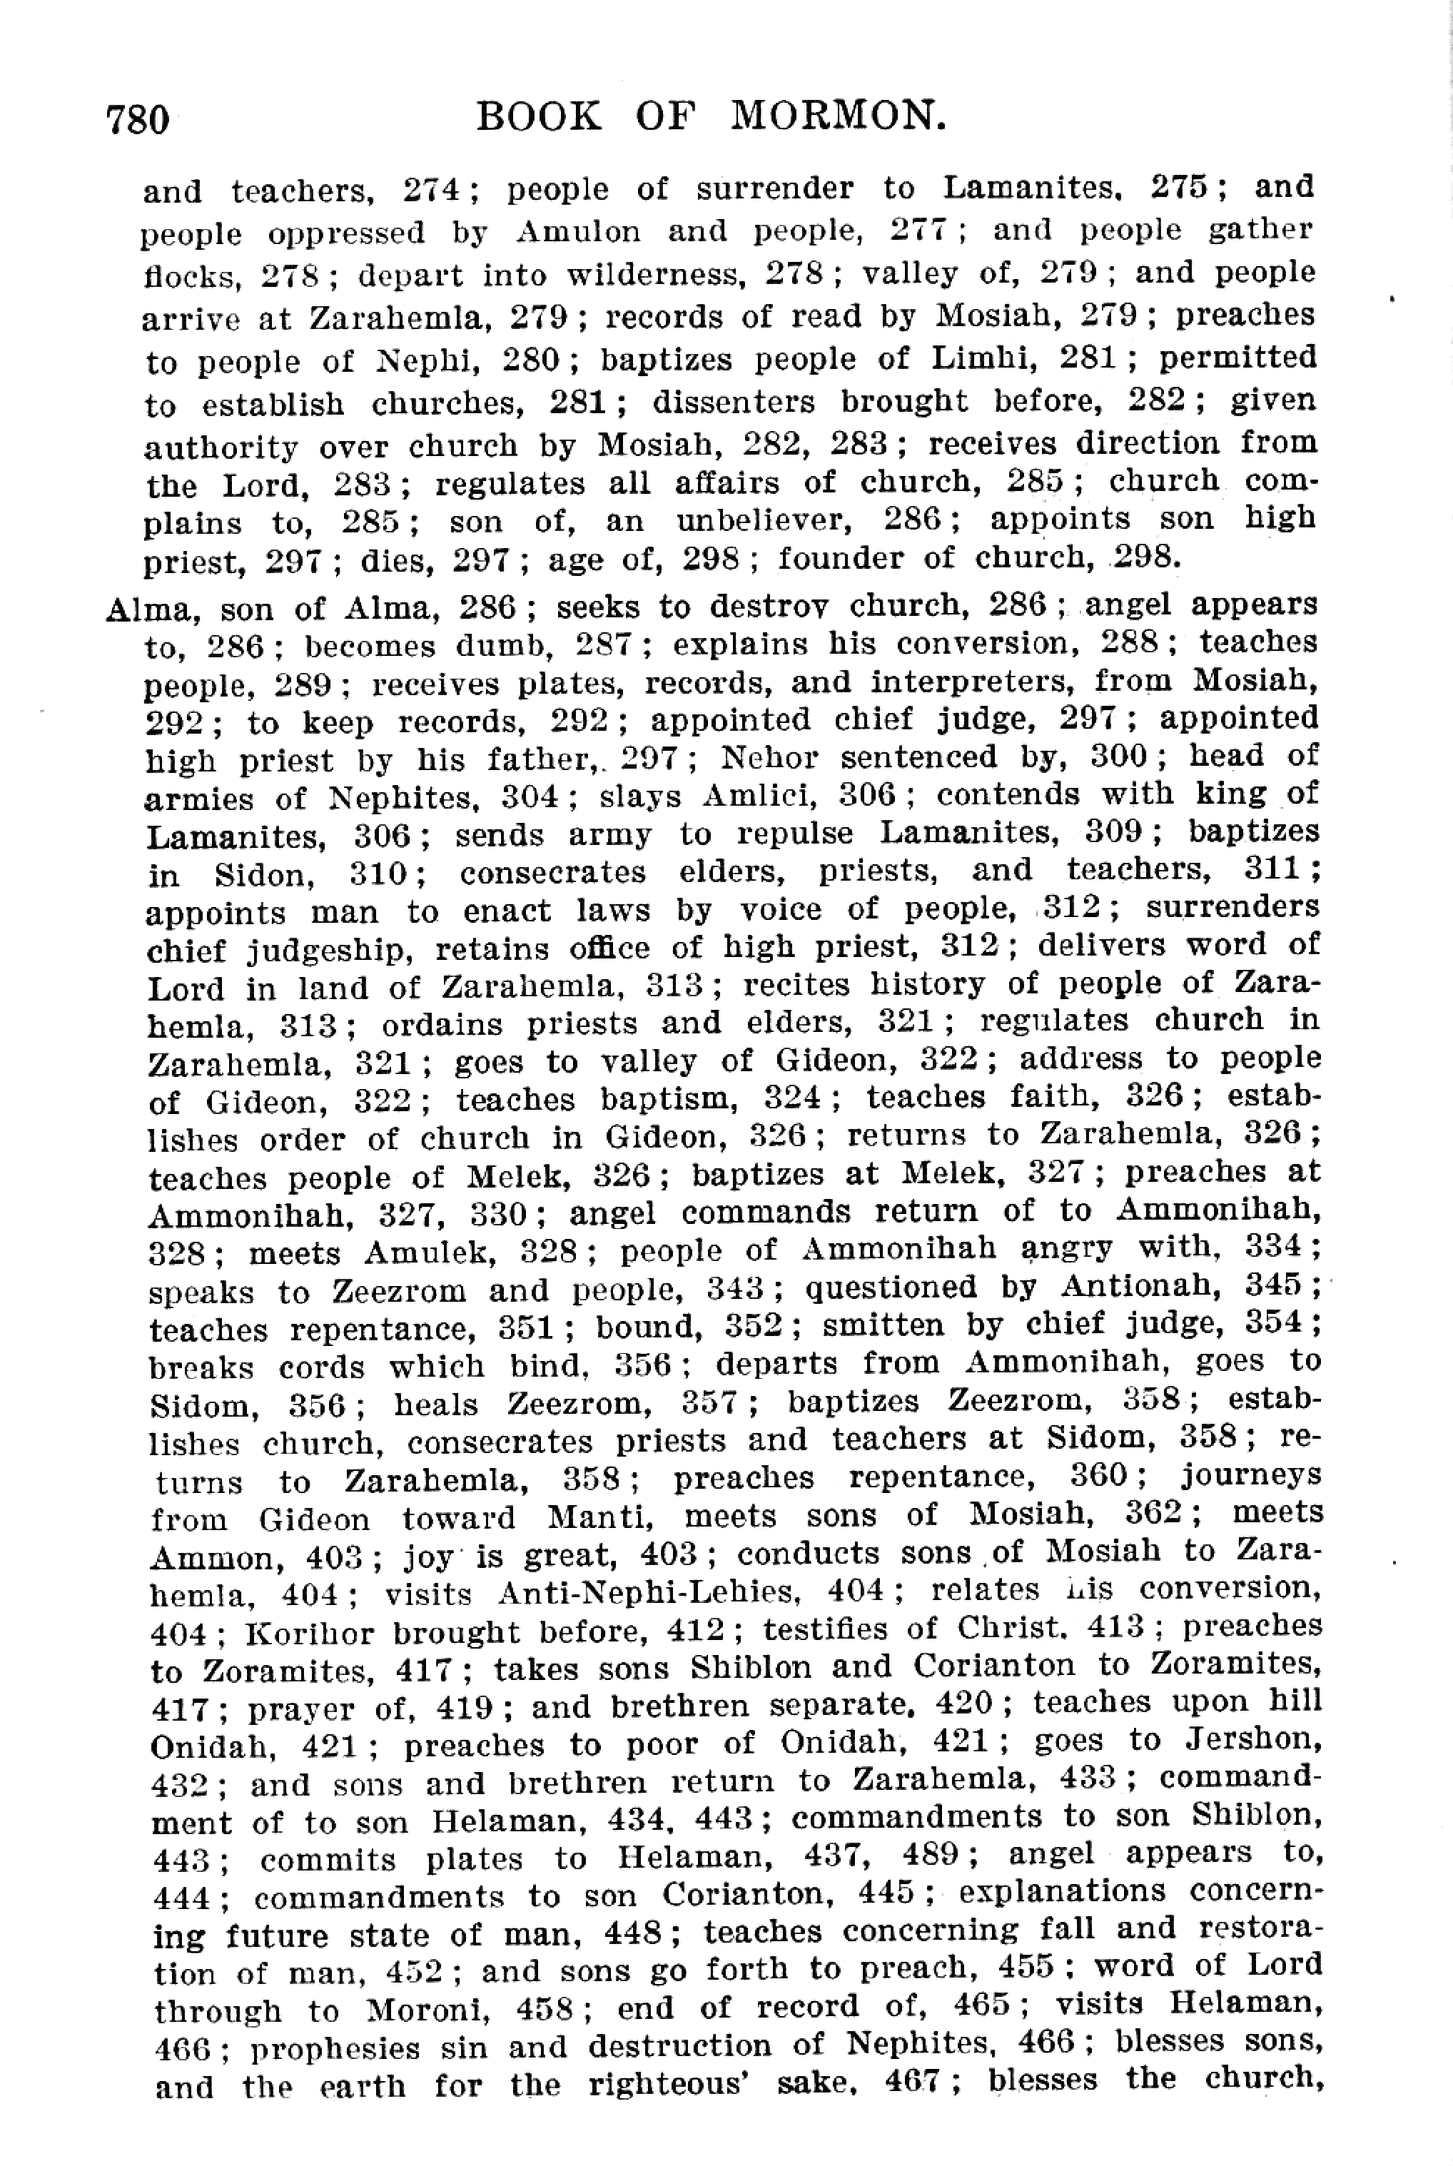 780 BOOK OF MORMON.
and teachers, 274; people of surrender to Lamanites, 275; and
people oppressed by Amulon and people, 277; and people gather
flocks, 278; depart into wilderness, 278; valley of, 279; and people
arrive at Zarahemla, 279; records of read by Mosiah, 279; preaches
to people of Nephi, 280; baptizes people of Limhi, 281; permitted
to establish churches, 281; dissenters brought before, 282; given
authority over church by Mosiah, 282, 283; receives direction from
the Lord, 283; regulates all affairs of church, 285; church com-
plains to, 285; son of, an unbeliever, 286; appoints son high
priest, 297; dies, 297; age of, 298; founder of church, 298.
Alma, son of Alma, 286; seeks to destroy church, 286; angel appears
to, 286; becomes dumb, 287; explains his conversion, 288; teaches
people, 289; receives plates, records, and interpreters, from Mosiah,
292; to keep records, 292; appointed chief judge, 297; appointed
high priest by his father, 297; Nehor sentenced by, 300; head of
armies of Nephites, 304; slays Amlici, 306; contends with king of
Lamanites, 306; sends army to repulse Lamanites, 309; baptizes
in Sidon, 310; consecrates elders, priests, and teachers, 311;
appoints man to enact laws by voice of people, 312; surrenders
chief judgeship, retains office of high priest, 312; delivers word of
Lord in land of Zarahemla, 313; recites history of people of Zara-
hemla, 313; ordains priests and elders, 321; regulates church in
Zarahemla, 321; goes to valley of Gideon, 322; address to people
of Gideon, 322; teaches baptism, 324; teaches faith, 326; estab-
lishes order of church in Gideon, 326; returns to Zarahemla, 326;
teaches people of Melek, 326; baptizes at Melek, 327; preaches at
Ammonihah, 327, 330; angel commands return of to Ammonihah,
328; meets Amulek, 328; people of Ammonihah angry with, 334;
speaks to Zeezrom and people, 343; questioned by Antionah, 345;
teaches repentance, 351; bound, 352; smitten by chief judge, 354;
breaks cords which bind, 356; departs from Ammonihah, goes to
Sidom, 356; heals Zeezrom, 357; baptizes Zeezrom, 358; estab-
lishes church, consecrates priests and teachers at Sidom, 358; re-
turns to Zarahemla, 358; preaches repentance, 360; journeys
from Gideon toward Manti, meets sons of Mosiah, 362; meets
Ammon, 403; joy is great, 403; conducts sons of Mosiah to Zara-
hemla, 404; visits Anti-Nephi-Lehies, 404; relates his conversion,
404; Korihor brought before, 412; testifies of Christ. 413; preaches
to Zoramites, 417; takes sons Shiblon and Corianton to Zoramites,
417; prayer of, 419; and brethren separate, 420; teaches upon hill
Onidah, 421; preaches to poor of Onidah, 421; goes to Jershon,
432; and sons and brethren return to Zarahemla, 433; command-
ment of to son Helaman, 434, 443; commandments to son Shiblon,
443; commits plates to Helaman, 437, 489; angel appears to,
444; commandments to son Corianton, 445; explanations concern-
ing future state of man, 448; teaches concerning fall and restora-
tion of man, 452; and sons go forth to preach, 455; word of Lord
through to Moroni, 458; end of record of, 465; visits Helaman,
466; prophesies sin and destruction of Nephites, 466; blesses sons,
and the earth for the righteous' sake, 467; blesses the church,